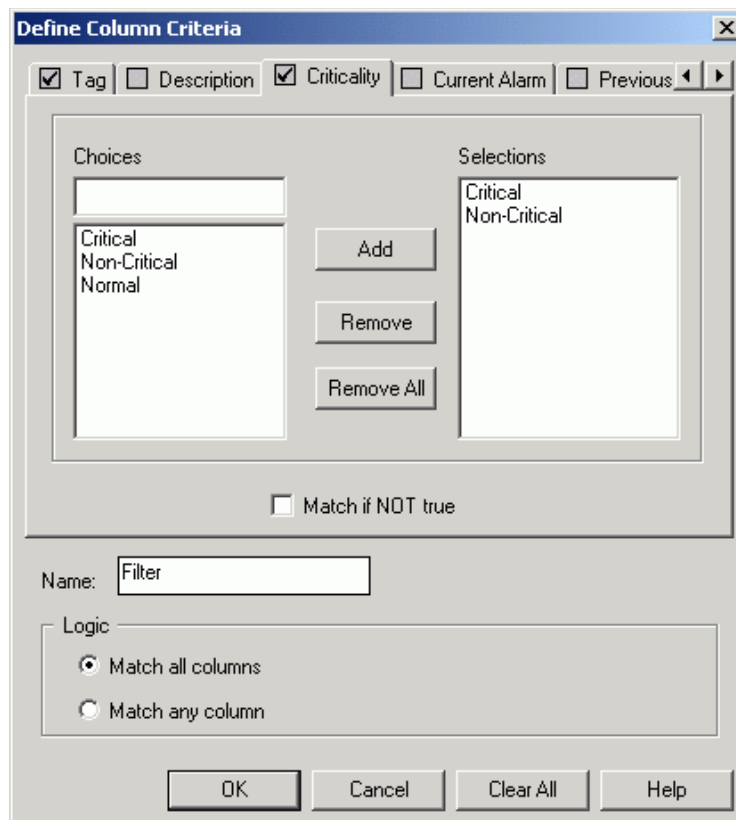 Define Column Criteria
Tag Description Criticality Current Alarm Previous
Choices Selections
Critical
Non-Critical
Normal
Critical
Non-Critical
Add
Remove
Remove All
Match if NOT true
Name: Filter
Logic
Match all columns
Match any column
OK Cancel Clear All Help